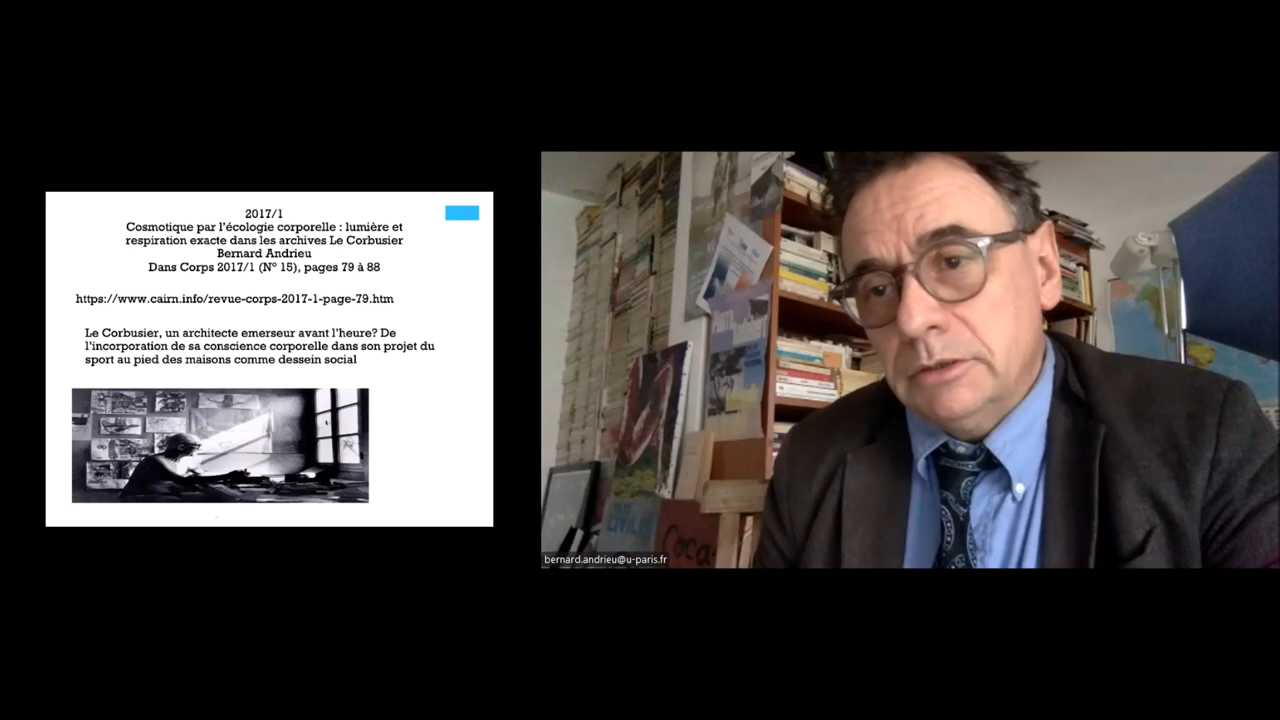 2017/1
Cosmotique par l'écologie corporelle : lumière et
respiration exacte dans les archives Le Corbusier
Bernard Andrieu
Dans Corps 2017/1 (N° 15), pages 79 à 88
https://www.cairn.info/revue-corps-2017-1-page-79.htm
Le Corbusier, un architecte emerseur avant l'heure? De
l'incorporation de sa conscience corporelle dans son projet du
sport au pied des maisons comme dessein social
bernard.andrieu@u-paris.fr
Coca-